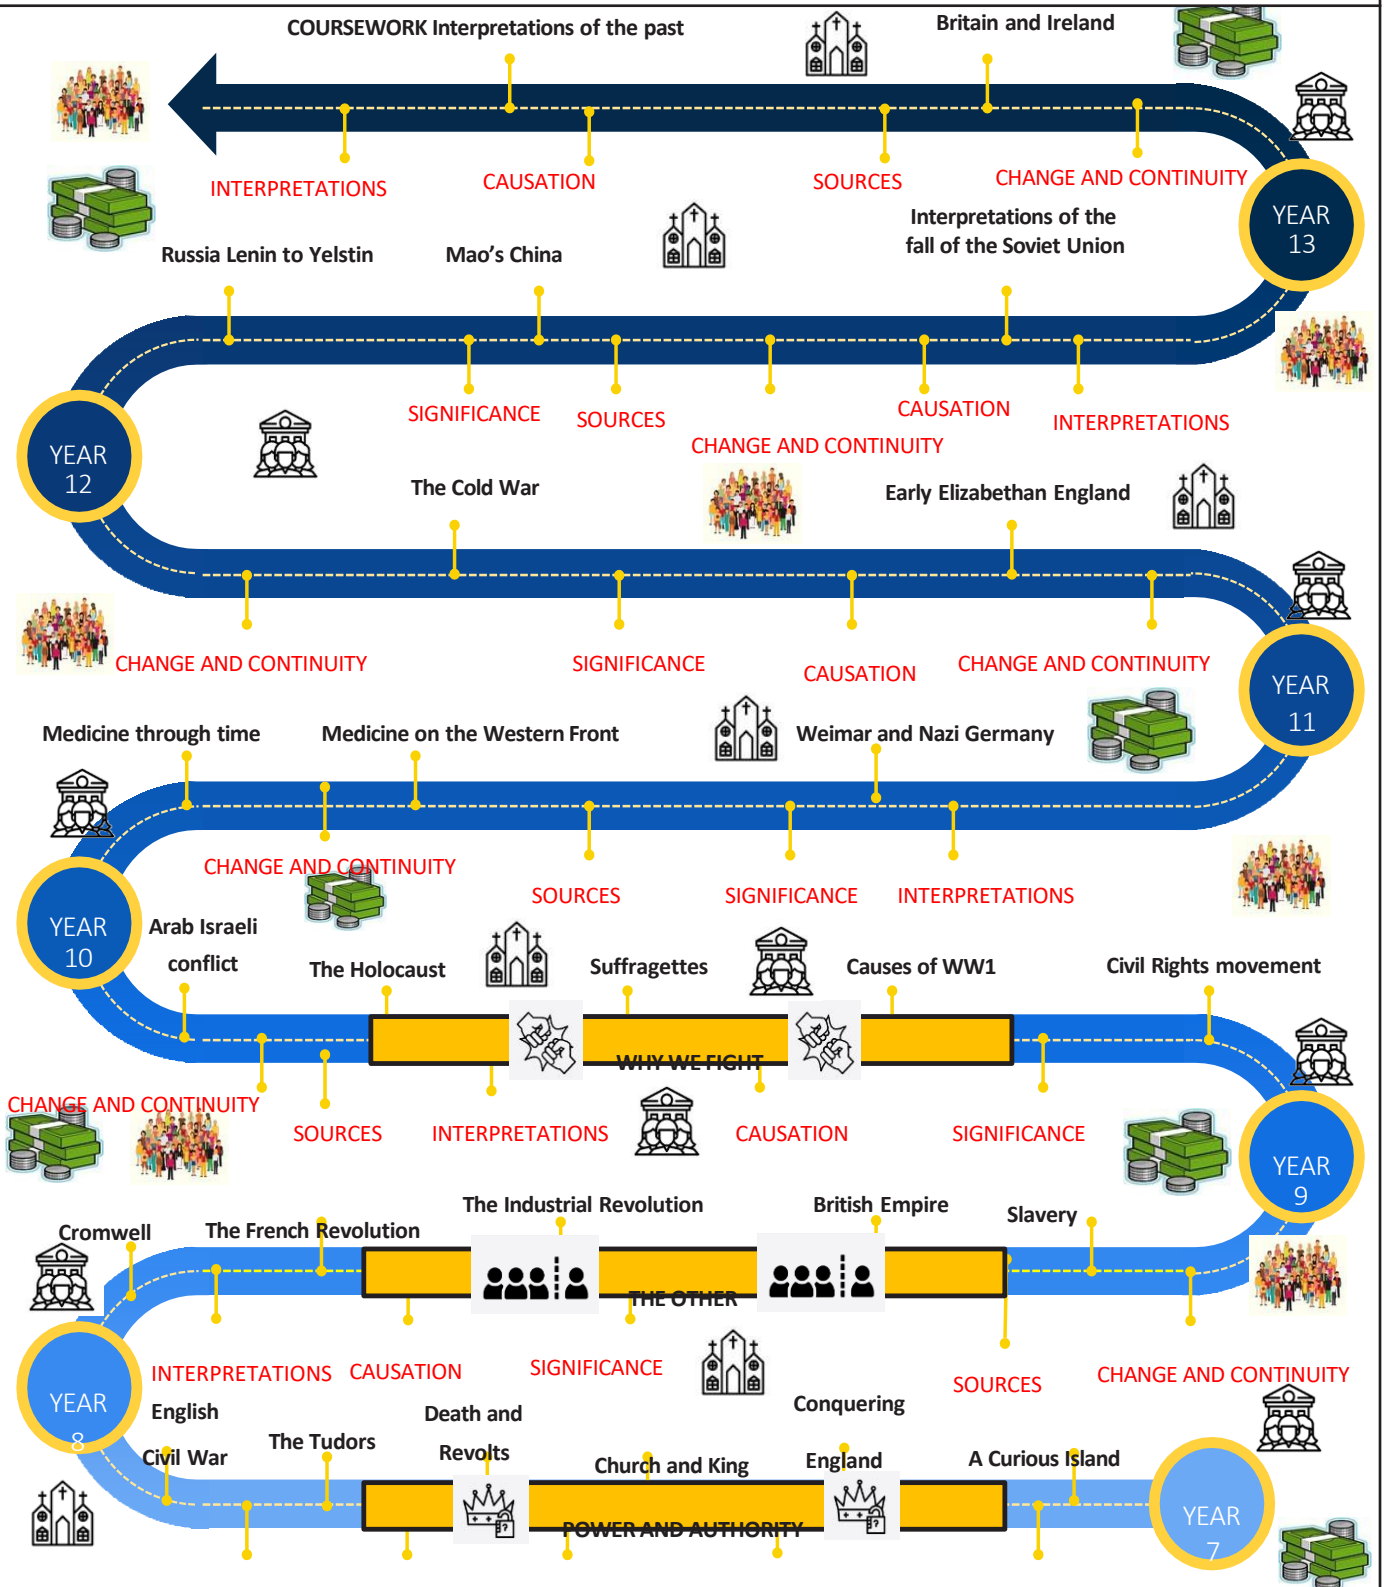 COURSEWORK Interpretations of the past
Britain and Ireland
INTERPRETATIONS
CAUSATION
SOURCES
CHANGE AND CONTINUITY
YEAR
13
Russia Lenin to Yelstin
Mao's China
Interpretations of the
fall of the Soviet Union
SIGNIFICANCE
SOURCES
CHANGE AND CONTINUITY
CAUSATION
INTERPRETATIONS
YEAR
12
The Cold War
Early Elizabethan England
CHANGE AND CONTINUITY
SIGNIFICANCE
CAUSATION
CHANGE AND CONTINUITY
YEAR
11
Medicine through time
Medicine on the Western Front
Weimar and Nazi Germany
CHANGE AND CONTINUITY
SOURCES
SIGNIFICANCE
INTERPRETATIONS
YEAR
10
Arab Israeli
conflict
The Holocaust
Suffragettes
Causes of WW1
Civil Rights movement
WHY WE FIGHT
CHANGE AND CONTINUITY
SOURCES
INTERPRETATIONS
CAUSATION
SIGNIFICANCE
YEAR
9
Cromwell
The French Revolution
The Industrial Revolution
British Empire
Slavery
THE OTHER
INTERPRETATIONS
CAUSATION
SIGNIFICANCE
SOURCES
CHANGE AND CONTINUITY
YEAR
8
English
Civil War
The Tudors
Death and
Revolts
Church and King
Conquering
England
A Curious Island
POWER AND AUTHORITY
YEAR
7